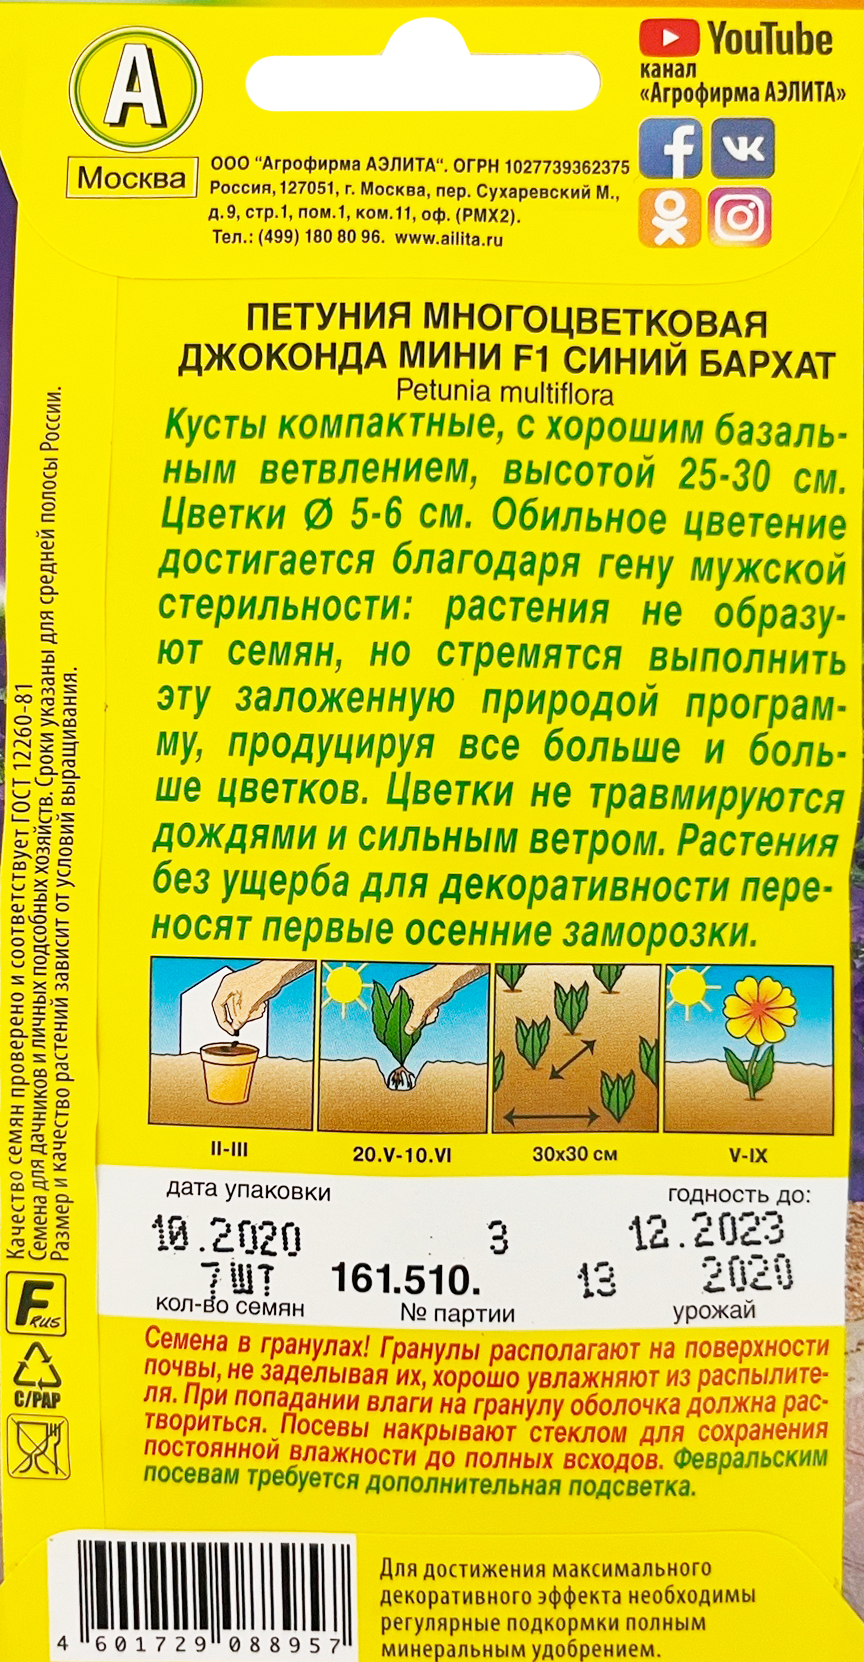 А
Москва
YouTube
канал
«Агрофирма АЭЛИТА»
ООО “Агрофирма АЭЛИТА“. ОГРН 1027739362375
Россия, 127051, г. Москва, пер. Сухаревский М.,
д.9, стр.1, пом.1, ком.11, оф. (РМХ2).
Тел.: (499) 180 80 96. www.ailita.ru
ПЕТУНИЯ МНОГОЦВЕТКОВАЯ
ДЖОКОНДА МИНИ F1 СИНИЙ БАРХАТ
Petunia multiflora
Кусты компактные, с хорошим базаль-
ным ветвлением, высотой 25-30 см.
Цветки Ø 5-6 см. Обильное цветение
достигается благодаря гену мужской
стерильности: растения не образу-
ют семян, но стремятся выполнить
эту заложенную природой програм-
му, продуцируя все больше и боль-
ше цветков. Цветки не травмируются
дождями и сильным ветром. Растения
без ущерба для декоративности пере-
носят первые осенние заморозки.
II-III
20.V-10.VI
30х30 см
V-IX
дата упаковки
годность до:
10.2020 3 12.2023
7 ШТ 161.510. 13 2020
кол-во семян
№ партии
урожай
Семена в гранулах! Гранулы располагают на поверхности
почвы, не заделывая их, хорошо увлажняют из распылите-
ля. При попадании влаги на гранулу оболочка должна рас-
твориться. Посевы накрывают стеклом для сохранения
постоянной влажности до полных всходов. Февральским
посевам требуется дополнительная подсветка.
Для достижения максимального
декоративного эффекта необходимы
регулярные подкормки полным
минеральным удобрением.
4 601729 088957
Качество семян проверено и соответствует ГОСТ 12260-81
Семена для дачников и личных подсобных хозяйств. Сроки указаны для средней полосы России.
Размер и качество растений зависит от условий выращивания.
F RUS
C/PAP